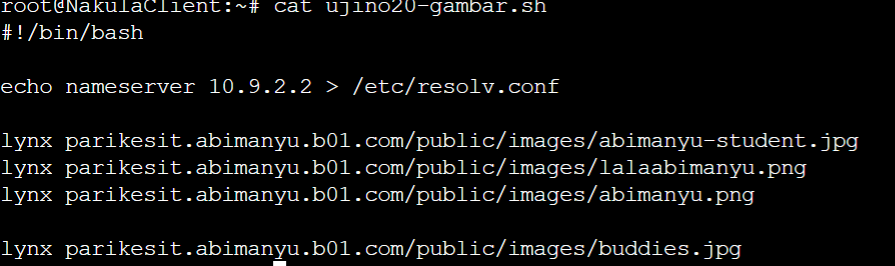 root@NakulaClient:~# cat ujino20-gambar.sh
#!/bin/bash
echo nameserver 10.9.2.2 > /etc/resolv.conf
lynx parikesit.abimanyu.b01.com/public/images/abimanyu-student.jpg
lynx parikesit.abimanyu.b01.com/public/images/lalaabimanyu.png
lynx parikesit.abimanyu.b01.com/public/images/abimanyu.png
lynx parikesit.abimanyu.b01.com/public/images/buddies.jpg